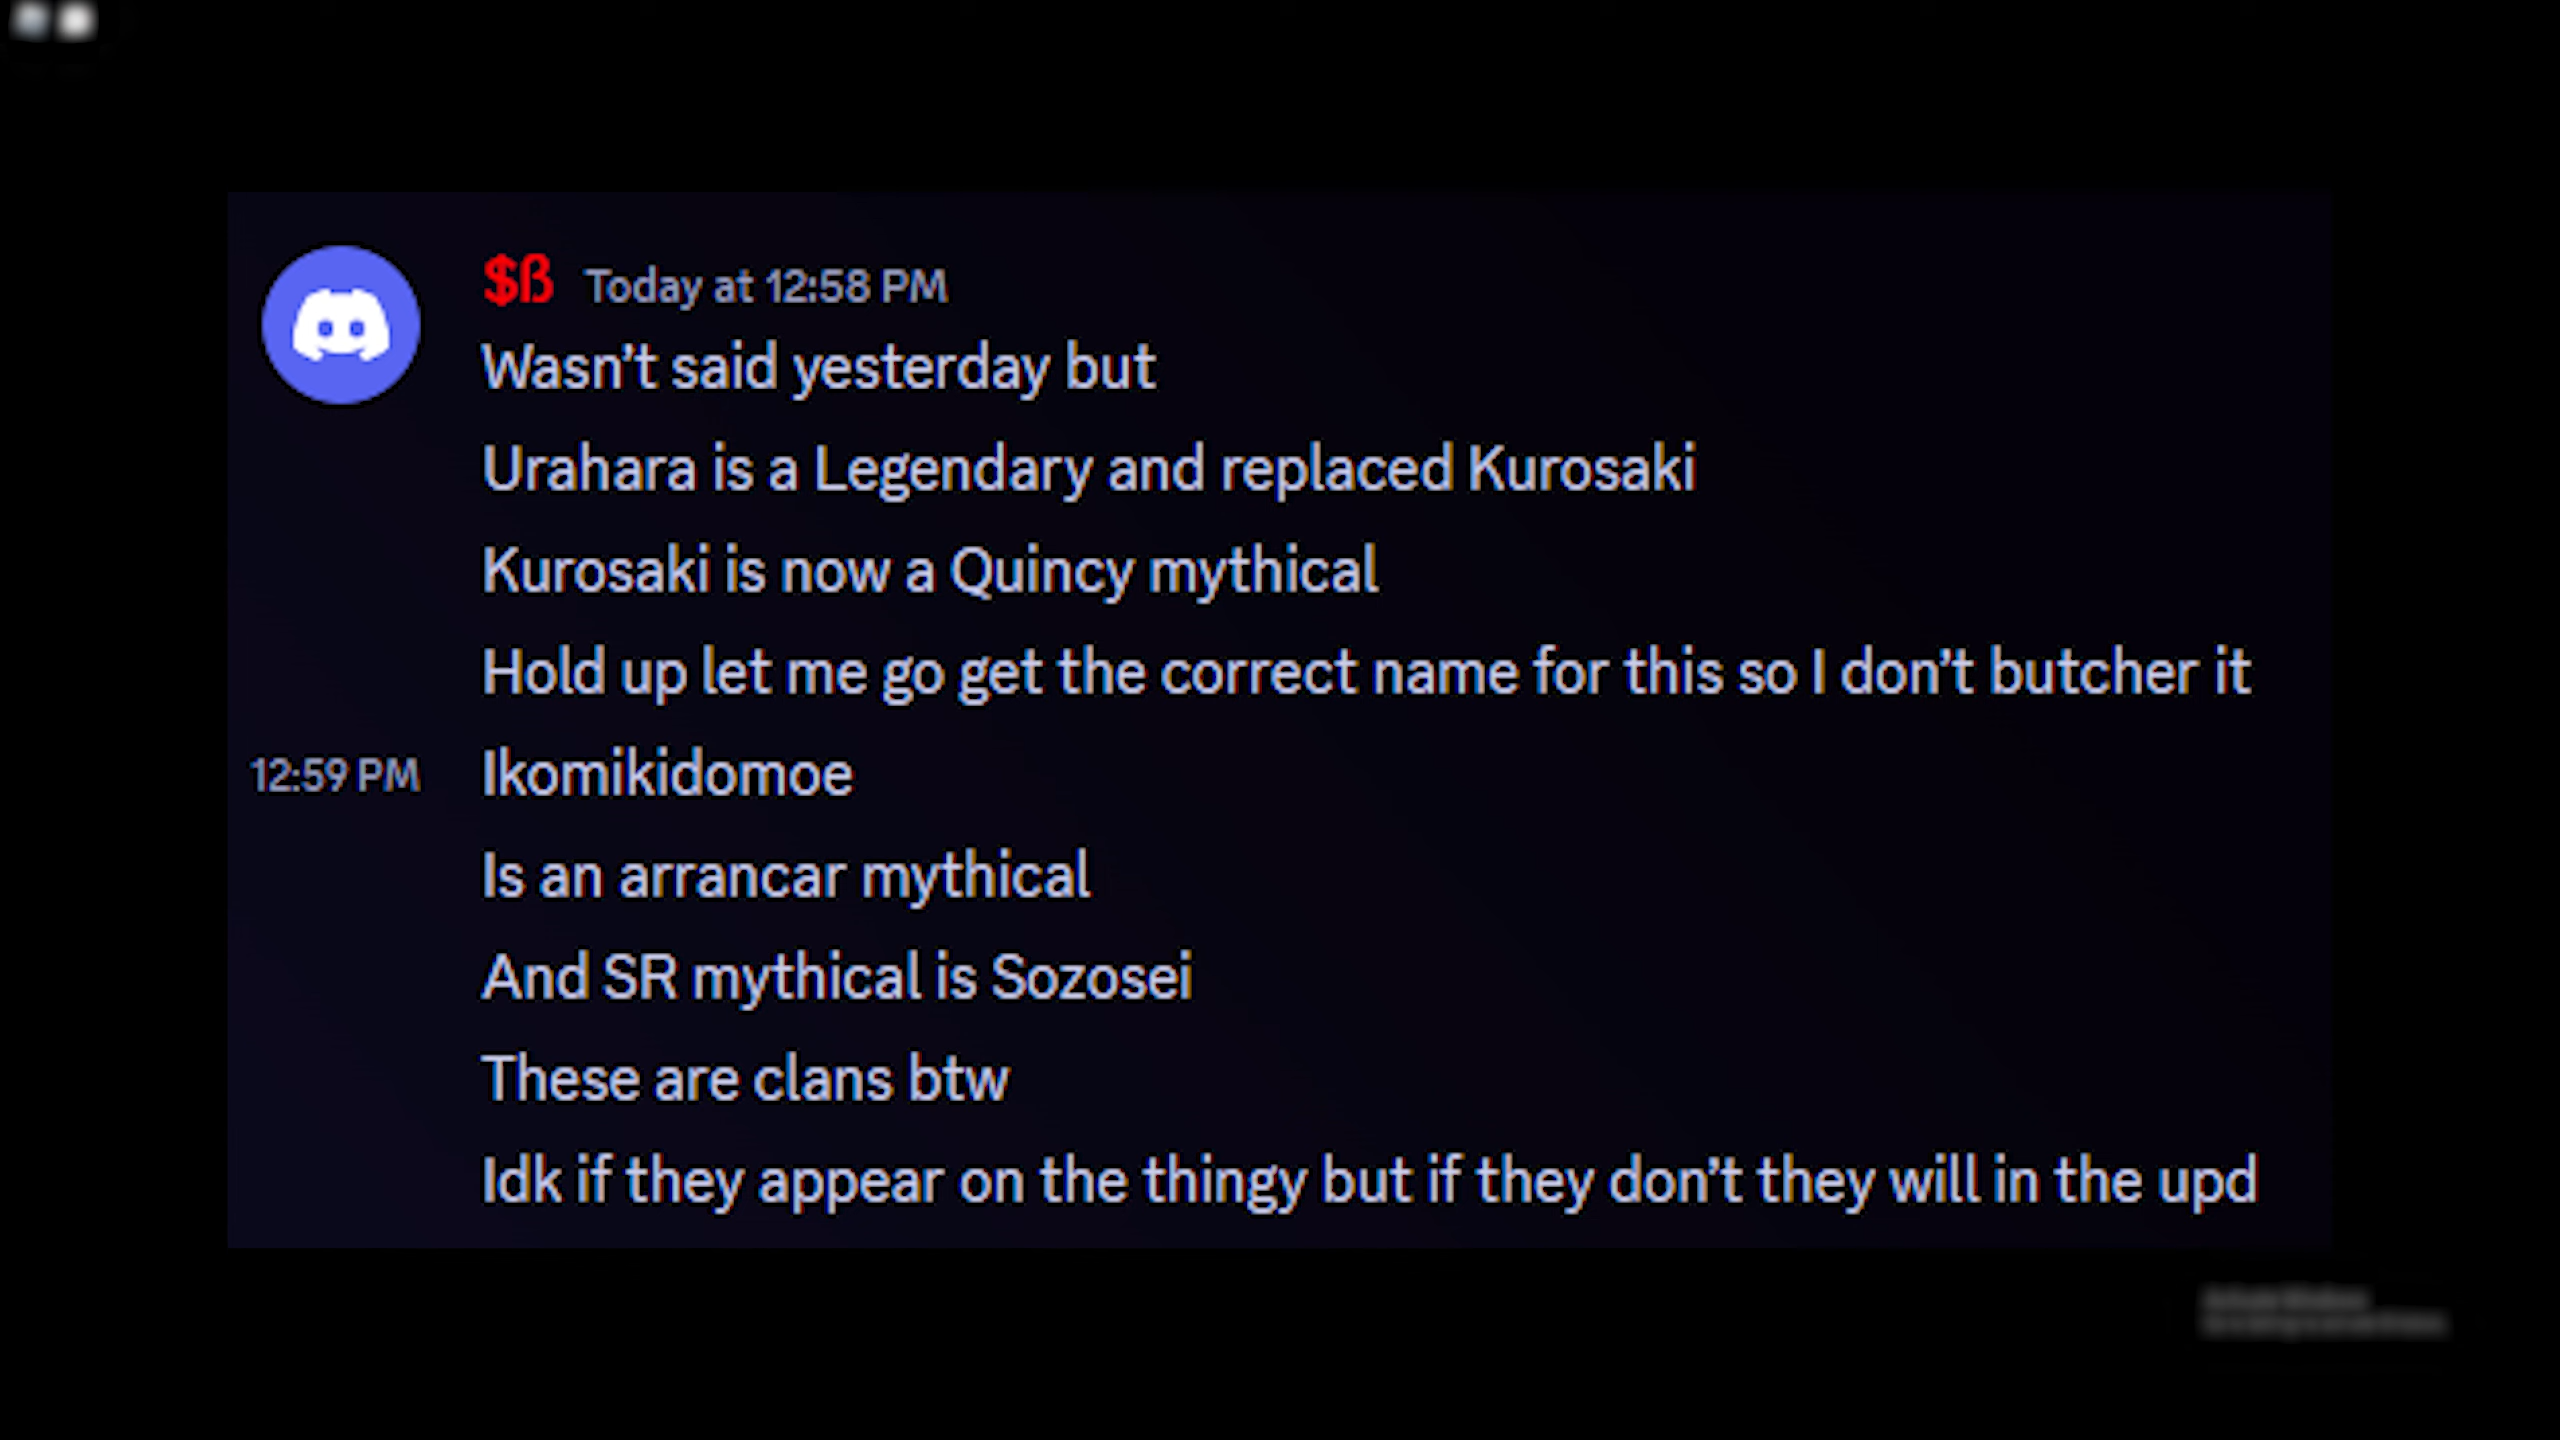 $ß Today at 12:58 PM
Wasn’t said yesterday but
Urahara is a Legendary and replaced Kurosaki
Kurosaki is now a Quincy mythical
Hold up let me go get the correct name for this so I don’t butcher it
12:59 PM Ikomikidomoe
Is an arrancar mythical
And SR mythical is Sozosei
These are clans btw
Idk if they appear on the thingy but if they don’t they will in the upd